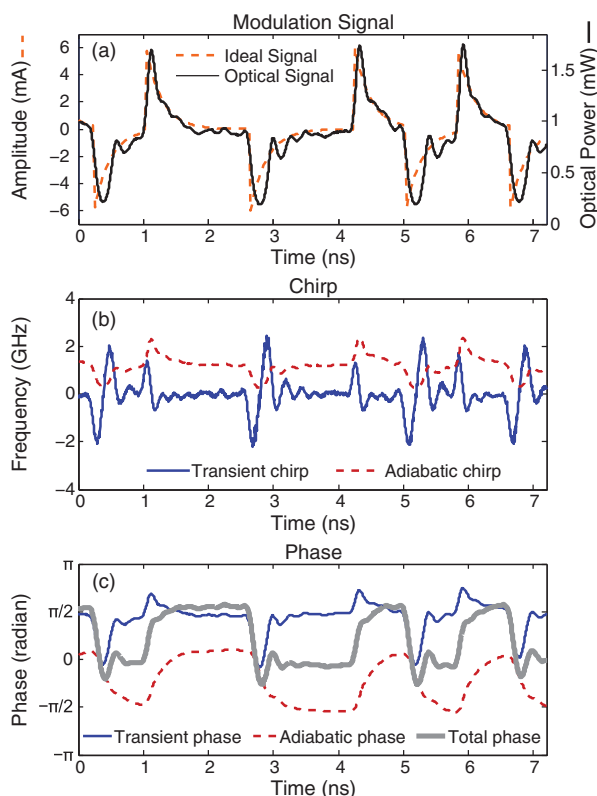 Modulation Signal
(a)
Ideal Signal
Optical Signal
Amplitude (mA)
Optical Power (mW)
6
4
2
0
−2
−4
−6
1.5
1
0.5
0
0 1 2 3 4 5 6 7
Time (ns)
Chirp
(b)
Frequency (GHz)
4
2
0
−2
−4
Transient chirp Adiabatic chirp
0 1 2 3 4 5 6 7
Time (ns)
Phase
(c)
Phase (radian)
π
π/2
0
−π/2
−π
Transient phase Adiabatic phase Total phase
0 1 2 3 4 5 6 7
Time (ns)